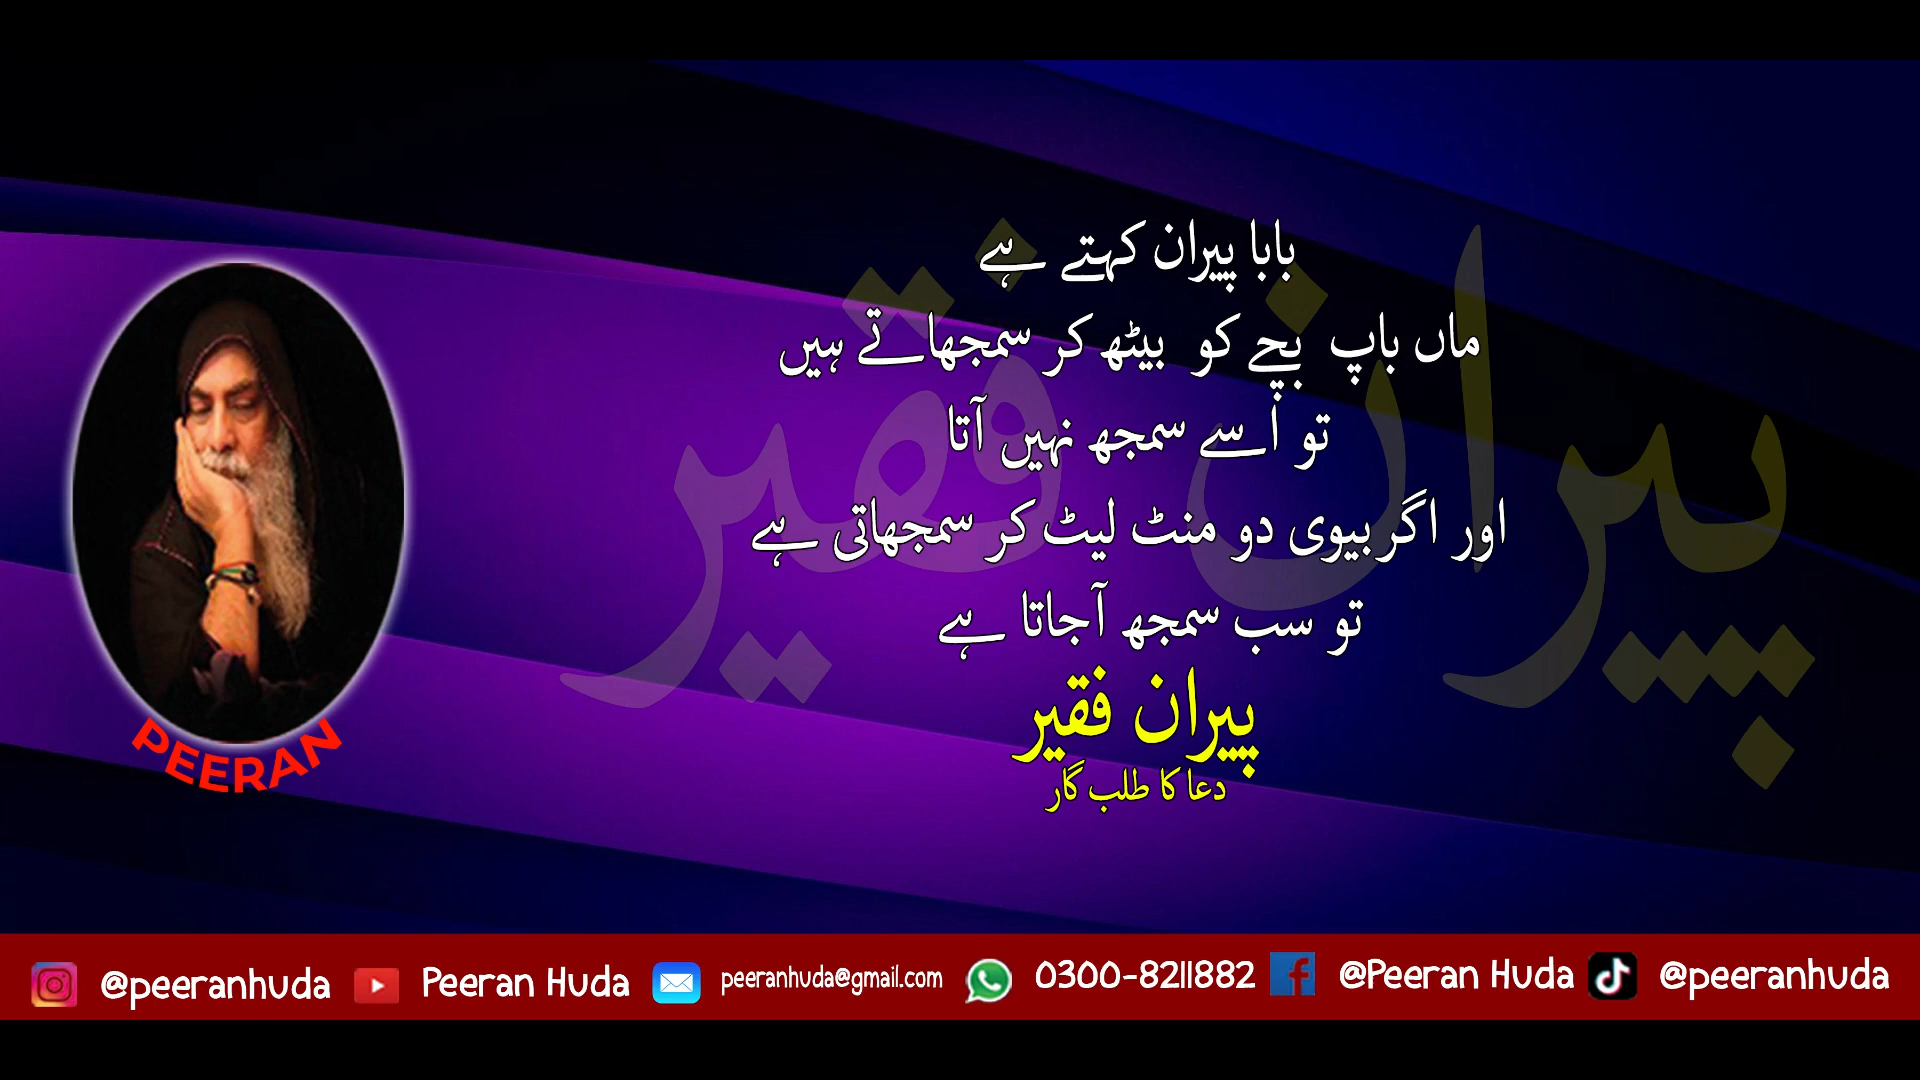 بابا پیران کہتے ہے
ماں باپ بچے کو بیٹھ کر سمجھاتے ہیں
تو اسے سمجھ نہیں آتا
اور اگر بیوی دو منٹ لیٹ کر سمجھاتی ہے
تو سب سمجھ آجاتا ہے
پیران فقیر
دعا کا طلب گار
پیران فقیر
PEERAN
@peeranhuda Peeran Huda peeranhuda@gmail.com 0300-8211882 @Peeran Huda @peeranhuda